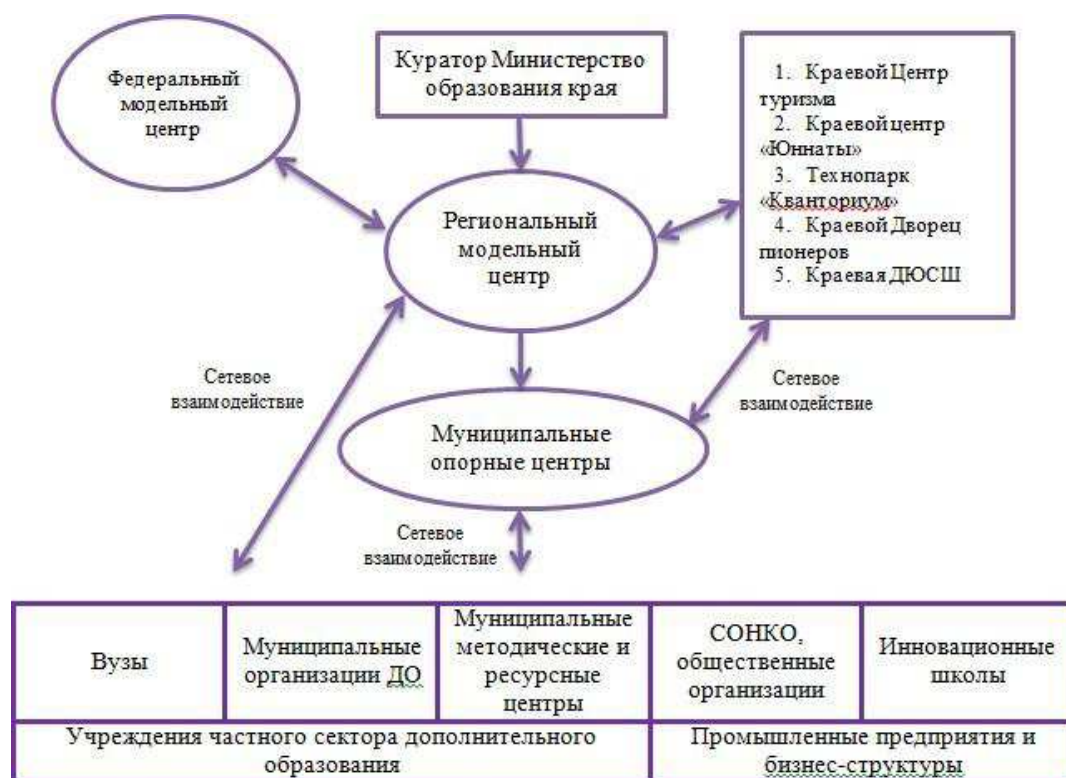 Федеральный
модельный
центр
Куратор Министерство
образования края
1. Краевой Центр
туризма
2. Краевой центр
«Юннаты»
3. Технопарк
«Кванториум»
4. Краевой Дворец
пионеров
5. Краевая ДЮСШ
Региональный
модельный
центр
Сетевое
взаимодействие
Сетевое
взаимодействие
Муниципальные
опорные центры
Сетевое
взаимодействие
Вузы
Муниципальные
организации ДО
Муниципальные
методические и
ресурсные
центры
СОНКО,
общественные
организации
Инновационные
школы
Учреждения частного сектора дополнительного
образования
Промышленные предприятия и
бизнес-структуры